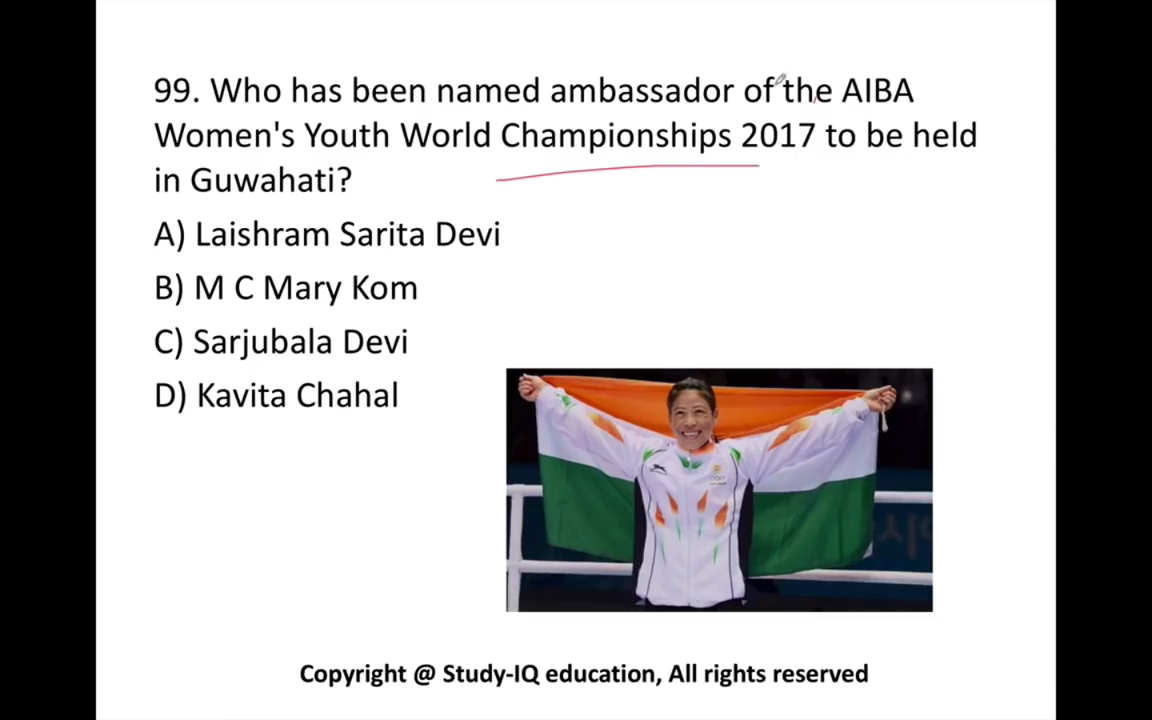 99. Who has been named ambassador of the AIBA
Women's Youth World Championships 2017 to be held
in Guwahati?
A) Laishram Sarita Devi
B) M C Mary Kom
C) Sarjubala Devi
D) Kavita Chahal
Copyright @ Study-IQ education, All rights reserved